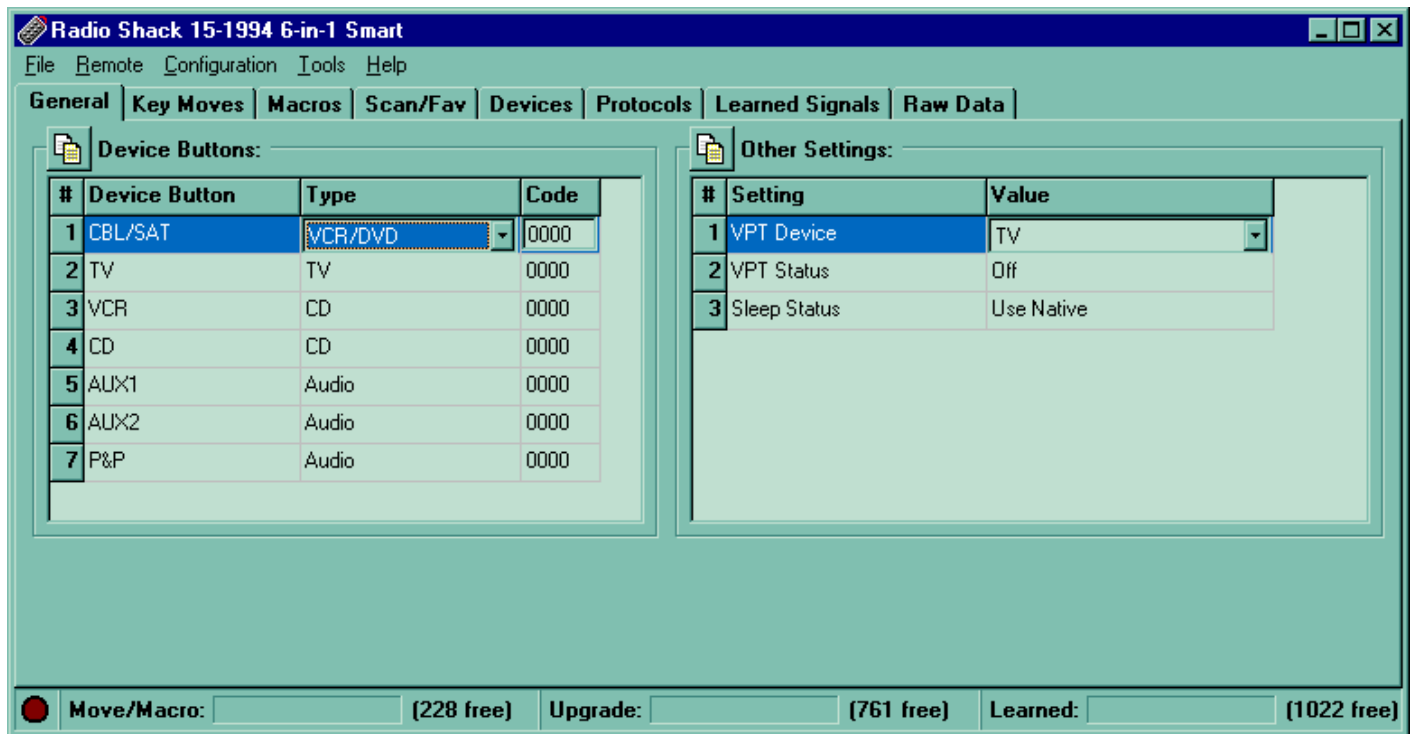 Radio Shack 15-1994 6-in-1 Smart
File Remote Configuration Tools Help
General Key Moves Macros Scan/Fav Devices Protocols Learned Signals Raw Data
Device Buttons:
# Device Button Type Code
1 CBL/SAT VCR/DVD 0000
2 TV TV 0000
3 VCR CD 0000
4 CD CD 0000
5 AUX1 Audio 0000
6 AUX2 Audio 0000
7 P&P Audio 0000
Other Settings:
# Setting Value
1 VPT Device TV
2 VPT Status Off
3 Sleep Status Use Native
Move/Macro: (228 free) Upgrade: (761 free) Learned: (1022 free)